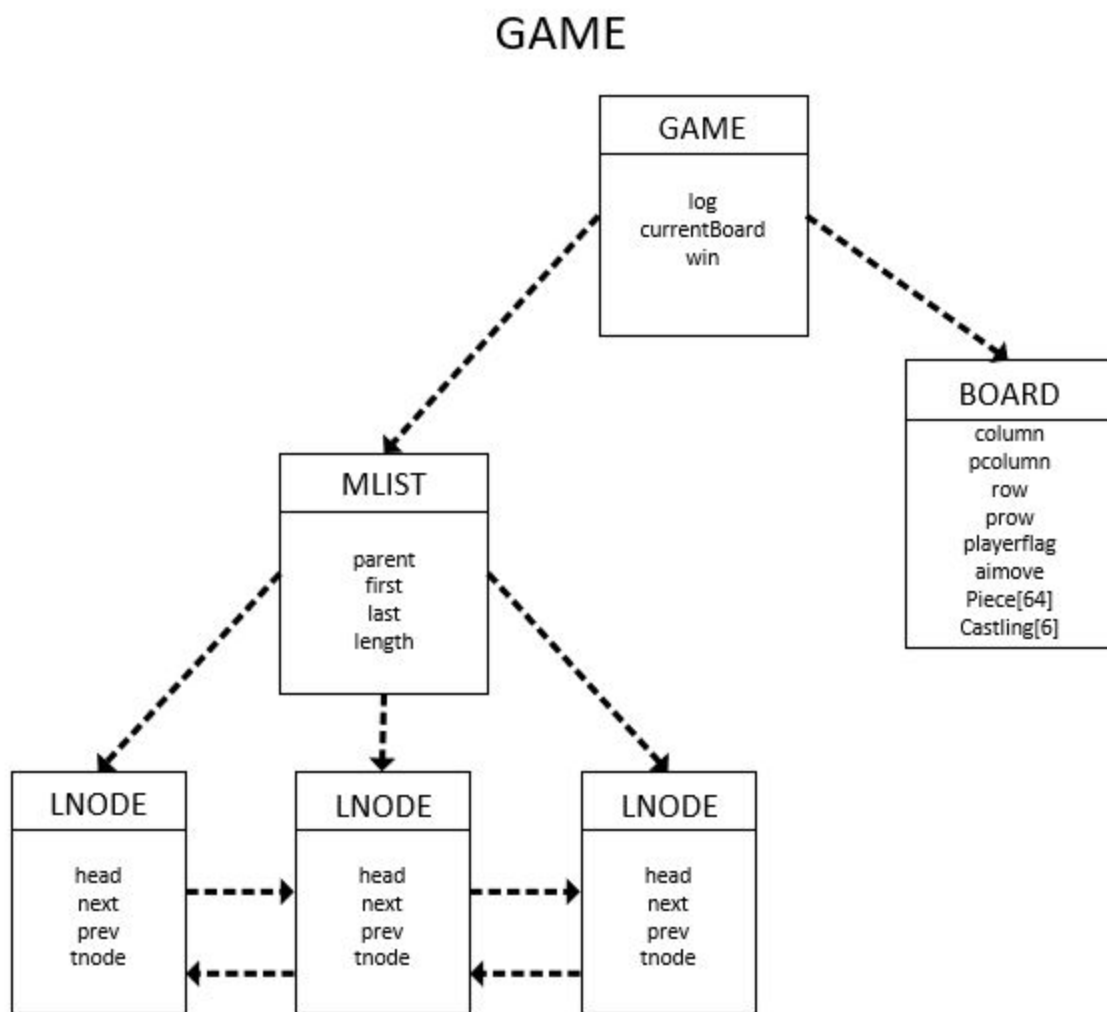 GAME
GAME
log
currentBoard
win
BOARD
column
pcolumn
row
prow
playerflag
aimove
Piece[64]
Castling[6]
MLIST
parent
first
last
length
LNODE
head
next
prev
tnode
LNODE
head
next
prev
tnode
LNODE
head
next
prev
tnode